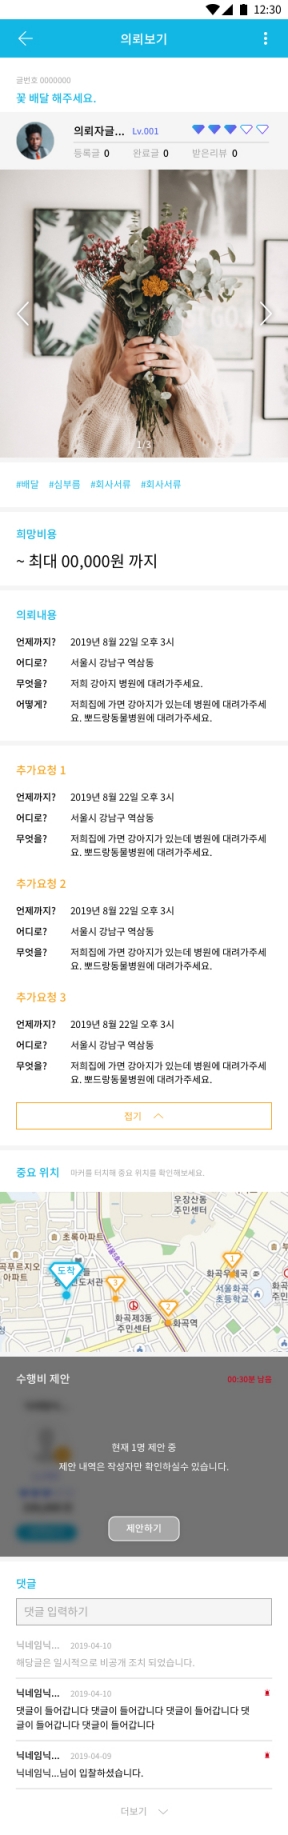 12:30
의뢰보기
글번호 0000000
꽃 배달 해주세요.
의뢰자글... Lv.001
등록글 0 완료글 0 받은리뷰 0
1/3
#배달 #심부름 #회사서류 #회사서류
희망비용
~ 최대 00,000원 까지
의뢰내용
언제까지? 2019년 8월 22일 오후 3시
어디로? 서울시 강남구 역삼동
무엇을? 저희 강아지 병원에 대려가주세요.
어떻게? 저희집에 가면 강아지가 있는데 병원에 대려가주세
요. 뽀드랑동물병원에 대려가주세요.
추가요청 1
언제까지? 2019년 8월 22일 오후 3시
어디로? 서울시 강남구 역삼동
무엇을? 저희집에 가면 강아지가 있는데 병원에 대려가주세
요. 뽀드랑동물병원에 대려가주세요.
추가요청 2
언제까지? 2019년 8월 22일 오후 3시
어디로? 서울시 강남구 역삼동
무엇을? 저희집에 가면 강아지가 있는데 병원에 대려가주세
요. 뽀드랑동물병원에 대려가주세요.
추가요청 3
언제까지? 2019년 8월 22일 오후 3시
어디로? 서울시 강남구 역삼동
무엇을? 저희집에 가면 강아지가 있는데 병원에 대려가주세
요. 뽀드랑동물병원에 대려가주세요.
접기
중요 위치 마커를 터치해 중요 위치를 확인해보세요.
우장산동
주민센터
초록아파트
곡푸르지오
아파트
도착
도서관
화곡
서울화곡
초등학교
화곡제3동
주민센터
화곡역
1
2
수행비 제안 00:30분 남음
현재 1명 제안 중
제안 내역은 작성자만 확인하실수 있습니다.
제안하기
댓글
댓글 입력하기
닉네임닉... 2019-04-10
해당글은 일시적으로 비공개 조치 되었습니다.
닉네임닉... 2019-04-10
댓글이 들어갑니다 댓글이 들어갑니다 댓글이 들어갑니다 댓
글이 들어갑니다 댓글이 들어갑니다
닉네임닉... 2019-04-09
닉네임닉...님이 입찰하셨습니다.
더보기